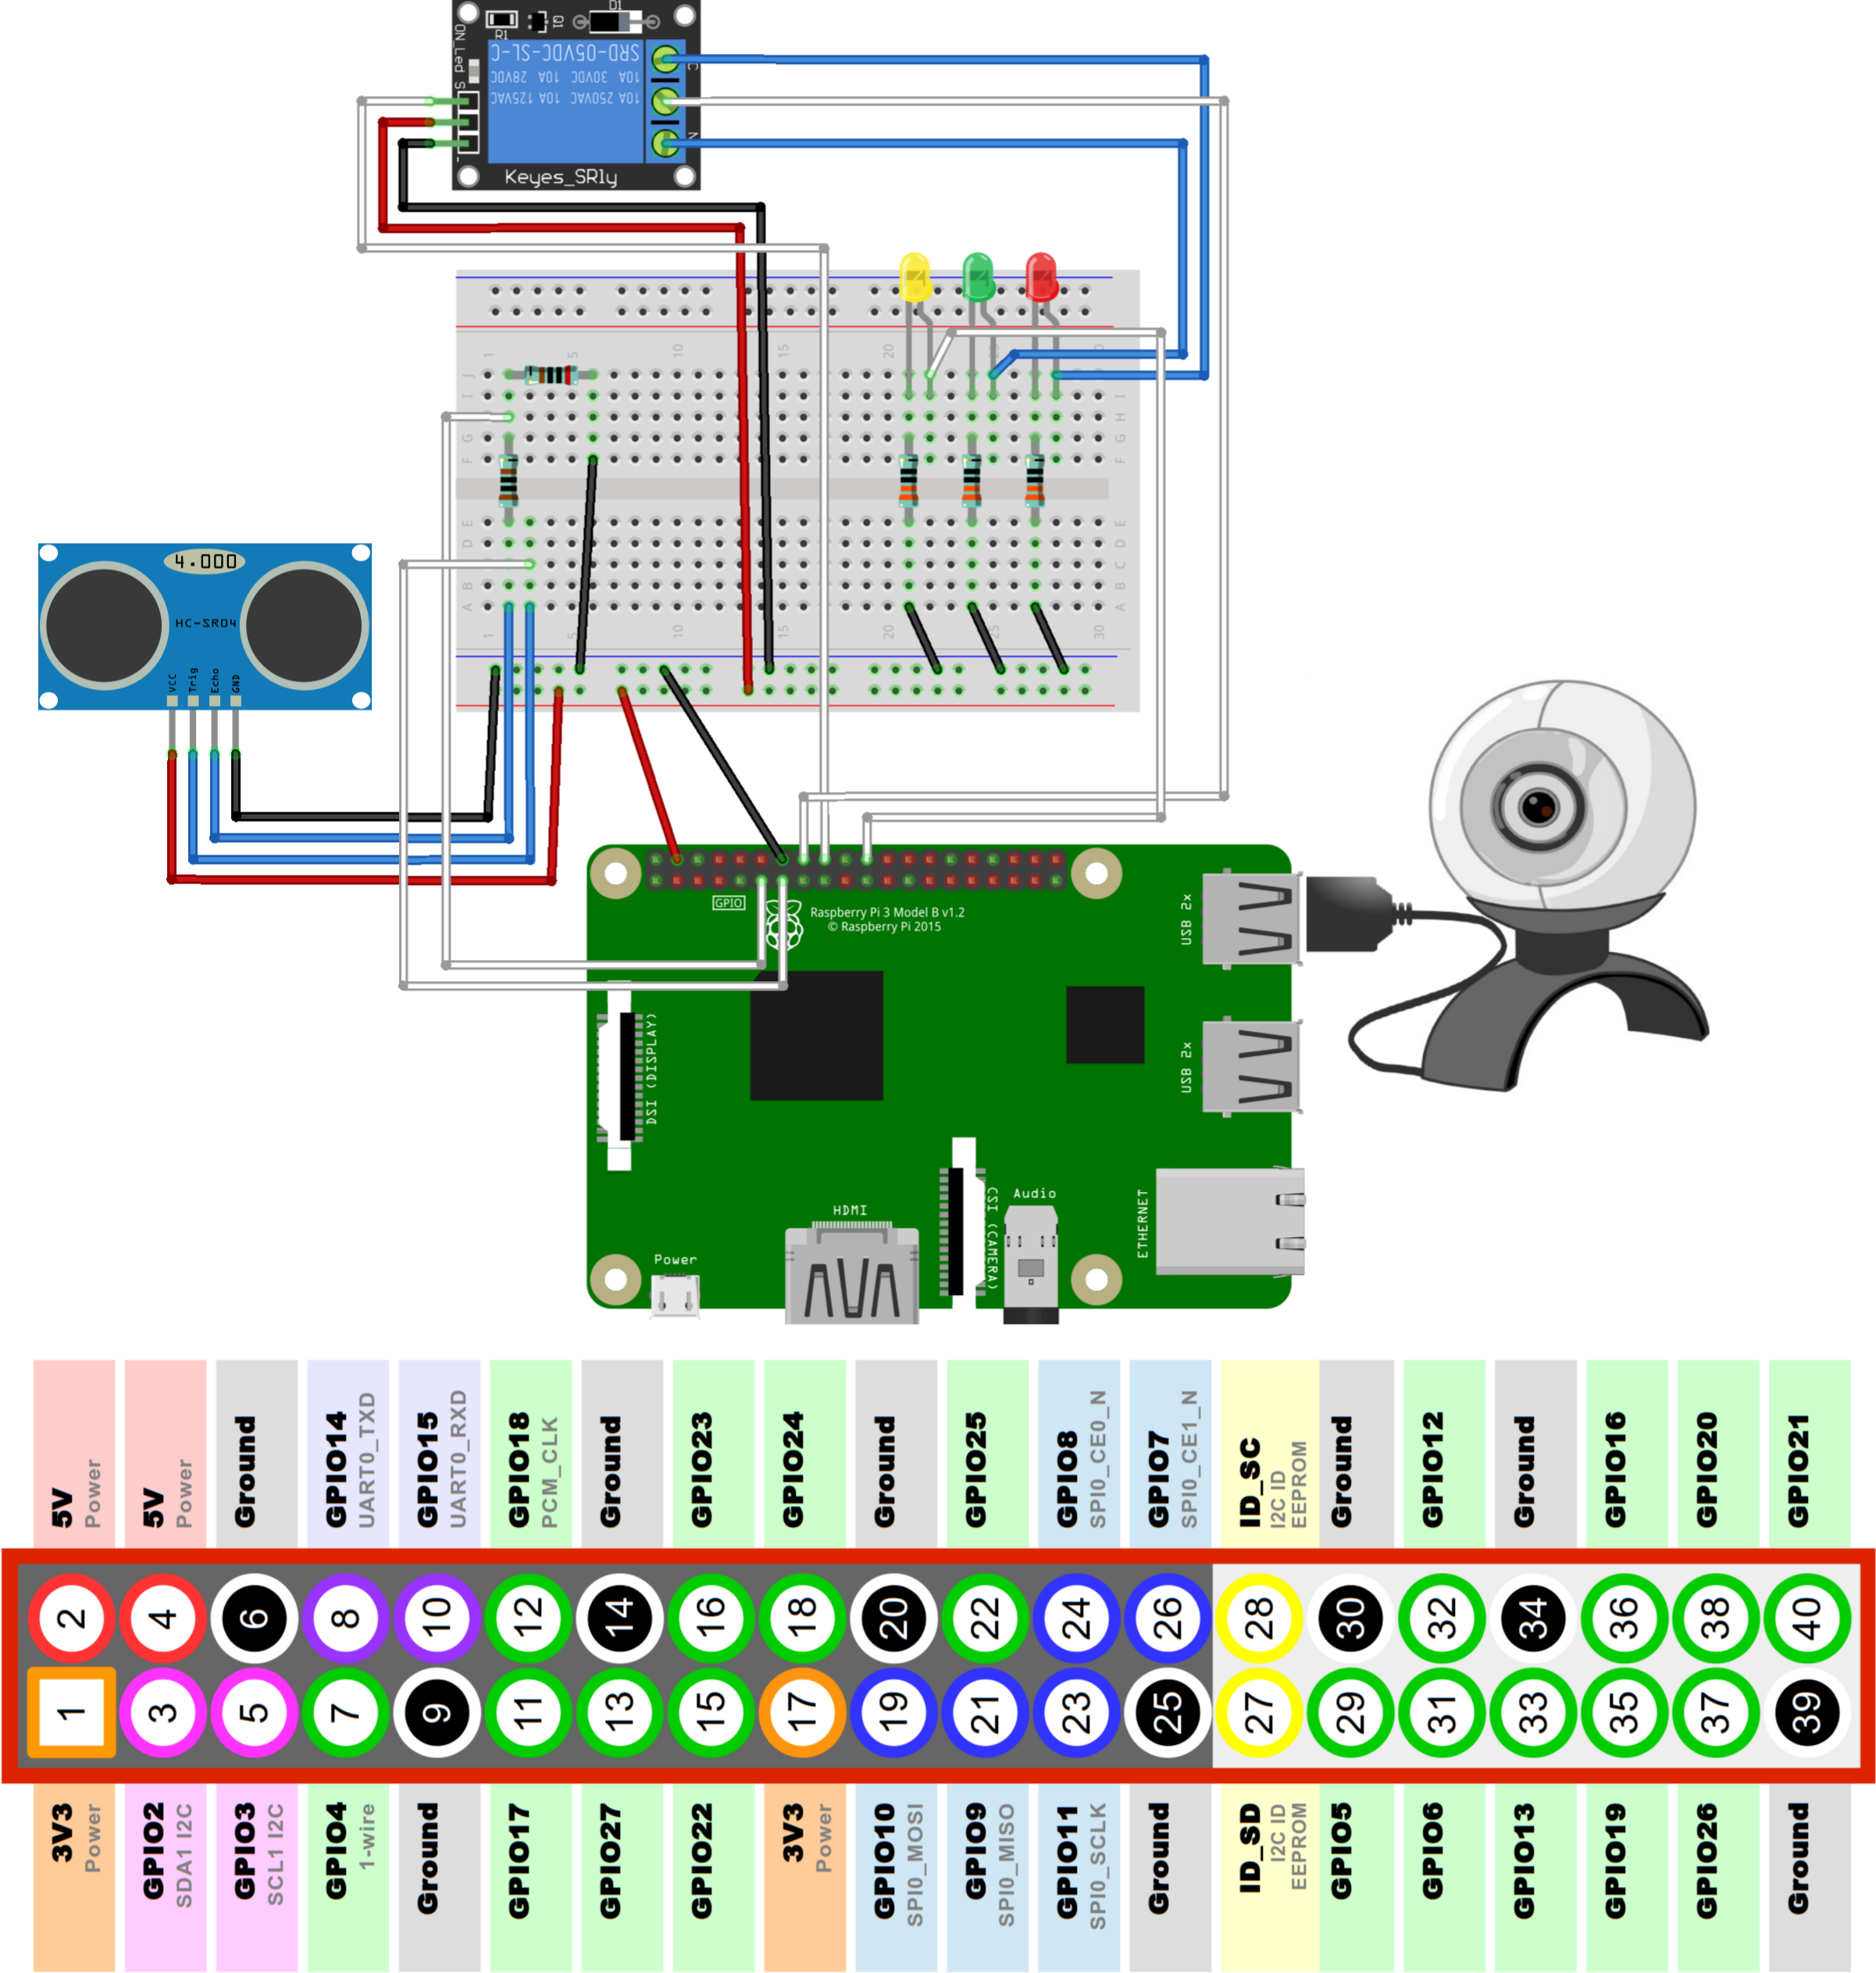 D1
R1
Q1
ON_Led
S
-
C
N
SRD-05VDC-SL-C
10A 30VDC 10A 28VDC
10A 250VAC 10A 125VAC
Keyes_SRly
1
5
10
15
20
J
I
G
F
I
H
G
F
E
D
C
B
A
E
D
C
B
A
1
5
10
15
20
25
30
4.000
HC-SR04
VCC
Trig
Echo
GND
GPIO
Raspberry Pi 3 Model B v1.2
© Raspberry Pi 2015
USB 2x
USB 2x
DSI (DISPLAY)
CSI (CAMERA)
Audio
ETHERNET
HDMI
Power
5V
Power
5V
Power
Ground
GPIO14
UART0_TXD
GPIO15
UART0_RXD
GPIO18
PCM_CLK
Ground
GPIO23
GPIO24
Ground
GPIO25
GPIO8
SPI0_CE0_N
GPIO7
SPI0_CE1_N
ID_SC
I2C ID
EEPROM
Ground
GPIO12
Ground
GPIO16
GPIO20
GPIO21
2 4 6 8 10 12 14 16 18 20 22 24 26 28 30 32 34 36 38 40
1 3 5 7 9 11 13 15 17 19 21 23 25 27 29 31 33 35 37 39
3V3
Power
GPIO2
SDA1 I2C
GPIO3
SCL1 I2C
GPIO4
1-wire
Ground
GPIO17
GPIO27
GPIO22
3V3
Power
GPIO10
SPI0_MOSI
GPIO9
SPI0_MISO
GPIO11
SPI0_SCLK
Ground
ID_SD
I2C ID
EEPROM
GPIO5
GPIO6
GPIO13
GPIO19
GPIO26
Ground